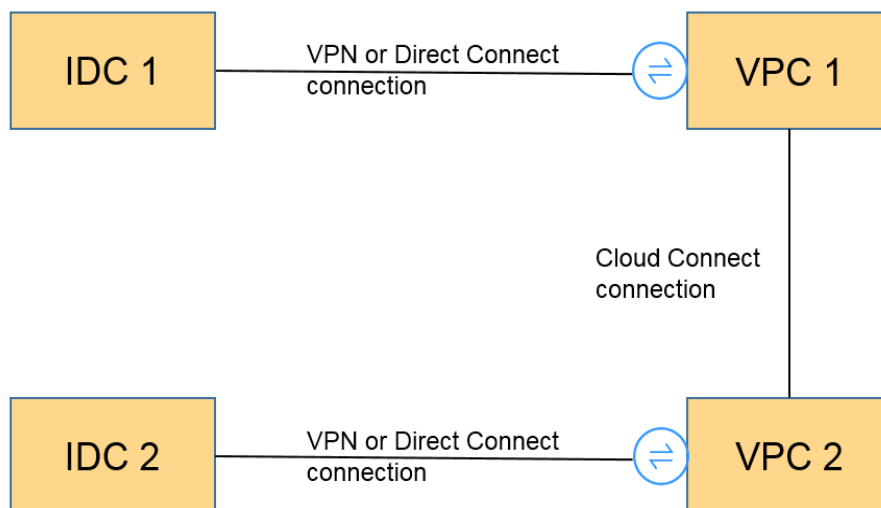 IDC 1
VPN or Direct Connect
connection
VPC 1
Cloud Connect
connection
IDC 2
VPN or Direct Connect
connection
VPC 2